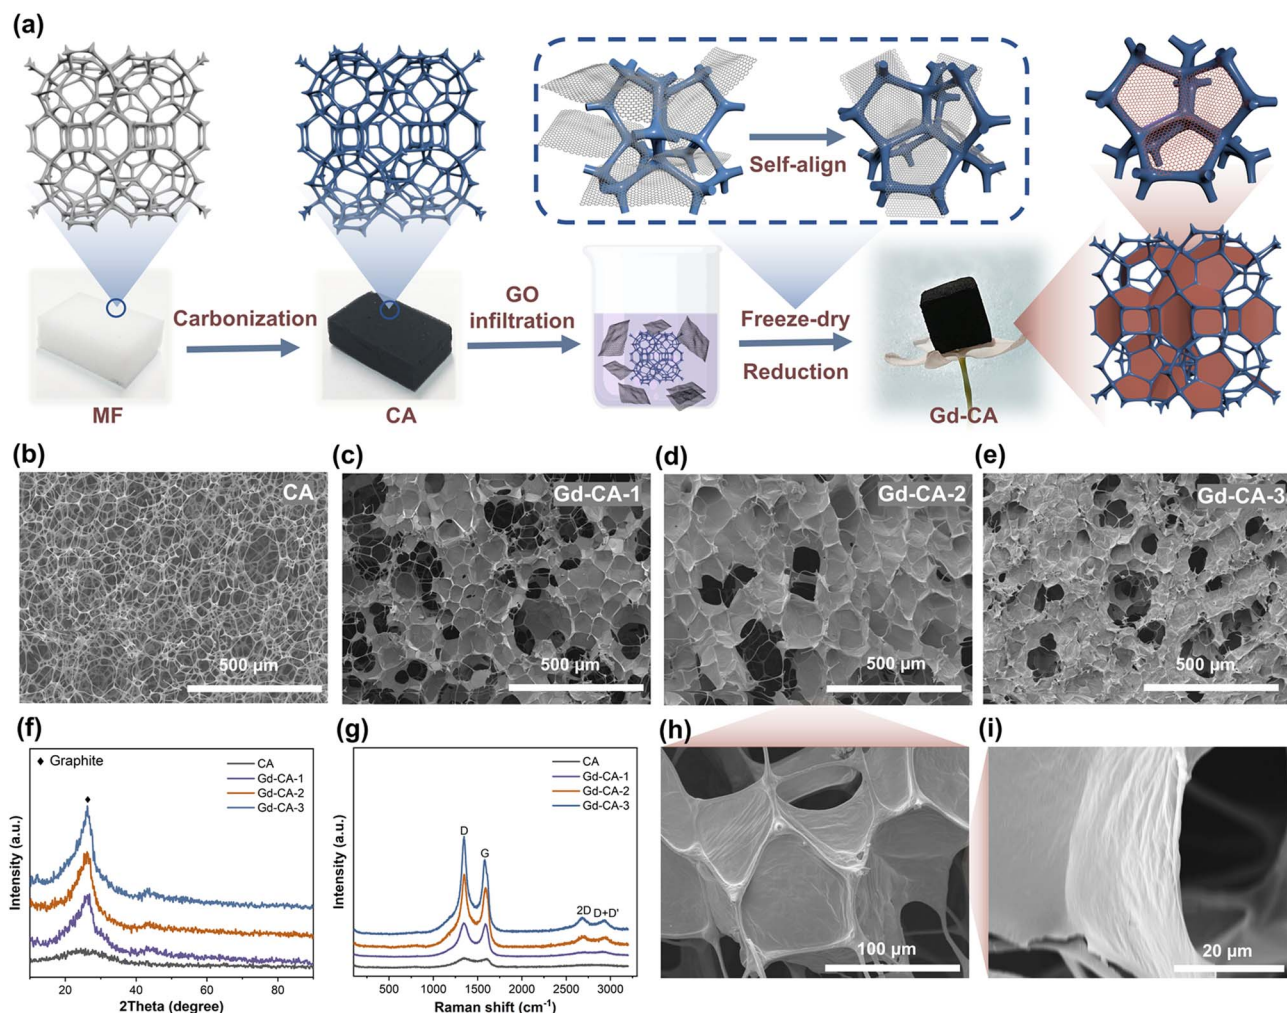 (a)
Self-align
Carbonization
GO
infiltration
Freeze-dry
Reduction
MF
CA
Gd-CA
(b)
CA
500 µm
(c)
Gd-CA-1
500 µm
(d)
Gd-CA-2
500 µm
(e)
Gd-CA-3
500 µm
(f)
♦ Graphite
CA
Gd-CA-1
Gd-CA-2
Gd-CA-3
Intensity (a.u.)
20 40 60 80
2Theta (degree)
(g)
CA
Gd-CA-1
Gd-CA-2
Gd-CA-3
D
G
2D D+D'
Intensity (a.u.)
500 1000 1500 2000 2500 3000
Raman shift (cm⁻¹)
(h)
100 µm
(i)
20 µm